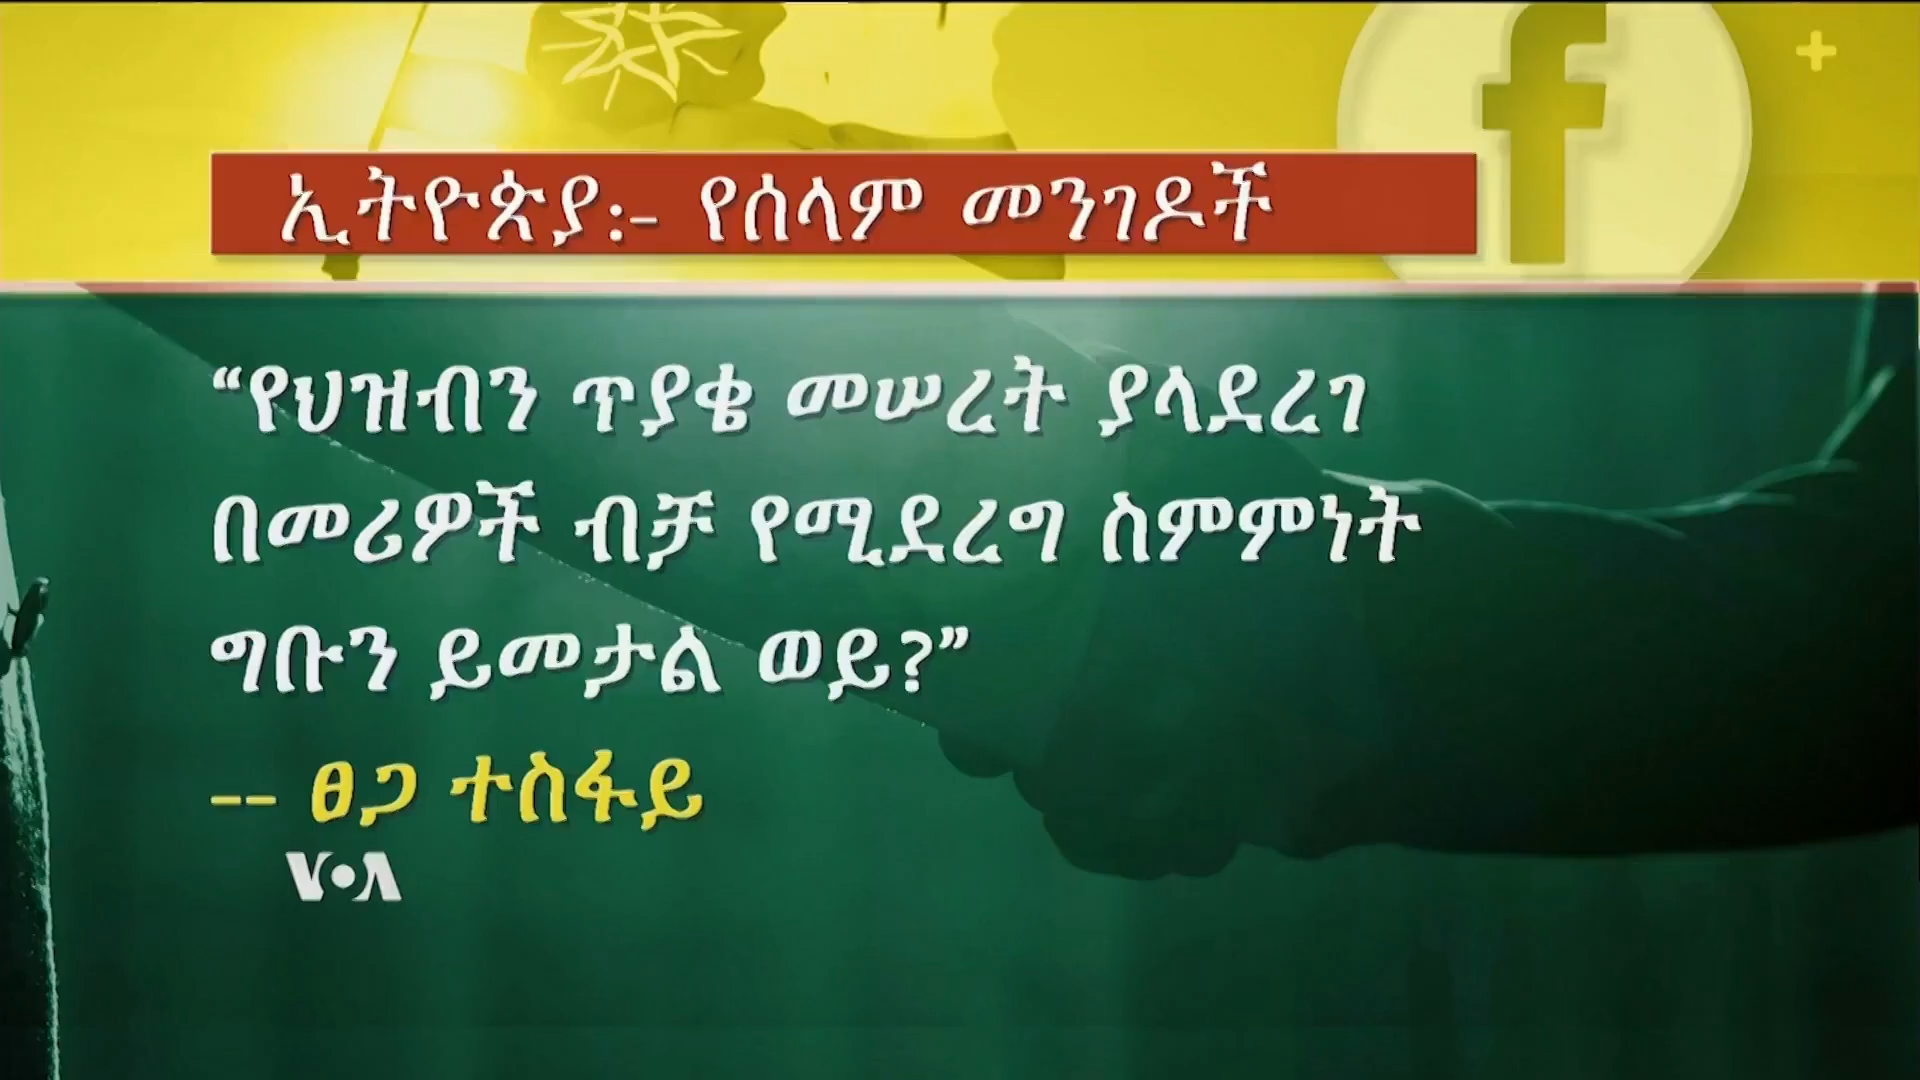 ኢትዮጵያ:- የሰላም መንገዶች
“የህዝብን ጥያቄ መሠረት ያላደረገ
በመሪዎች ብቻ የሚደረግ ስምምነት
ግቡን ይመታል ወይ?”
-- ፀጋ ተስፋይ
VOA